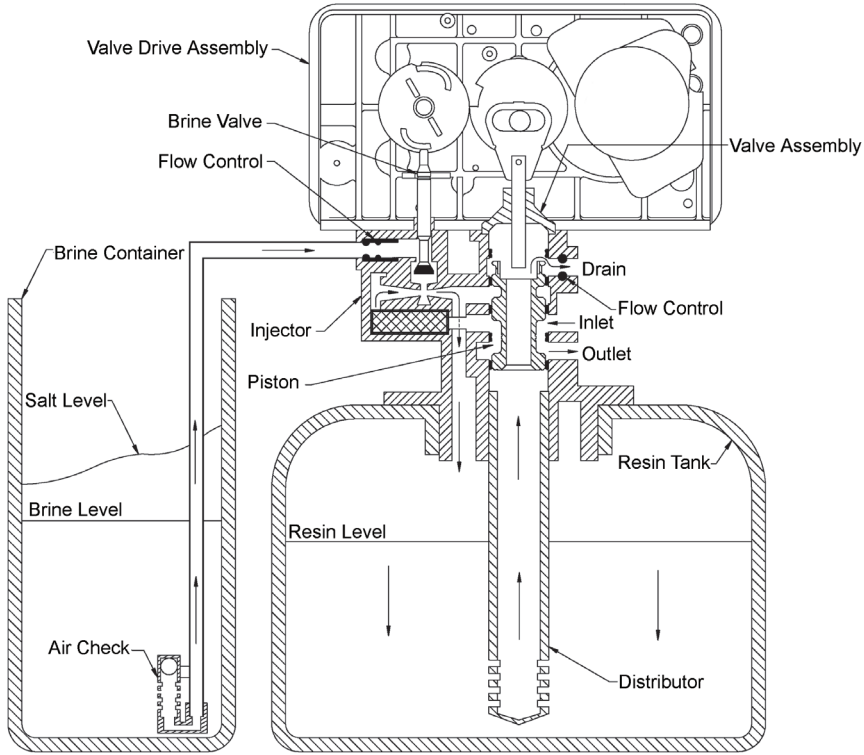 Valve Drive Assembly
Brine Valve
Flow Control
Valve Assembly
Brine Container
Drain
Flow Control
Injector
Inlet
Outlet
Piston
Salt Level
Resin Tank
Brine Level
Resin Level
Air Check
Distributor